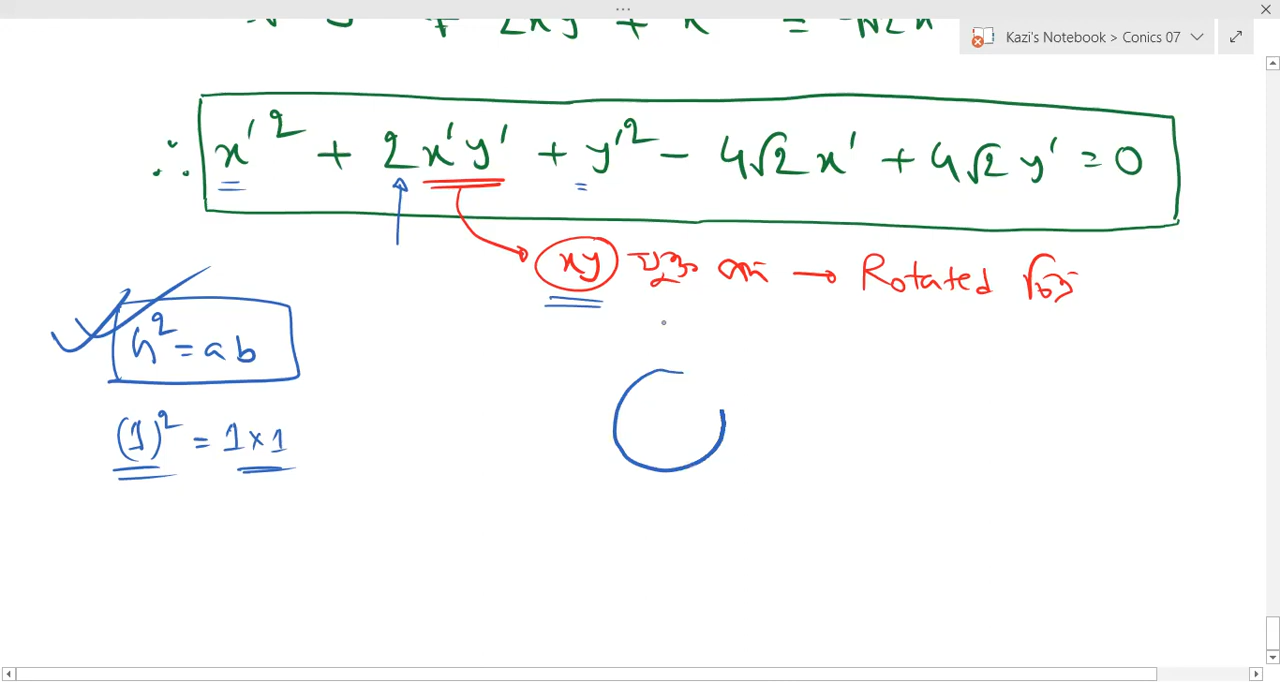 Kazi's Notebook > Conics 07
∴ x'² + 2x'y' + y'² - 4√2 x' + 4√2 y' = 0
xy → Rotated
h² = ab
(1)² = 1×1